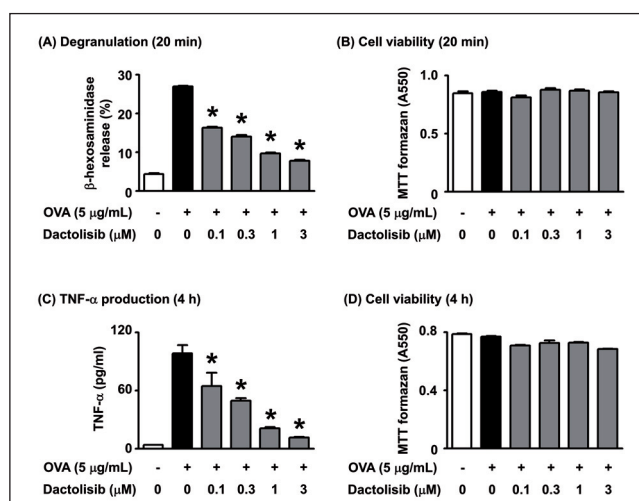 (A) Degranulation (20 min)
β-hexosaminidase
release (%)
30
20
10
0
OVA (5 μg/mL) - + + + + +
Dactolisib (μM) 0 0 0.1 0.3 1 3
* * * *
(B) Cell viability (20 min)
MTT formazan (A550)
1.0
0.5
0
OVA (5 μg/mL) - + + + + +
Dactolisib (μM) 0 0 0.1 0.3 1 3
(C) TNF-α production (4 h)
TNF-α (pg/ml)
120
60
0
* * * *
OVA (5 μg/mL) - + + + + +
Dactolisib (μM) 0 0 0.1 0.3 1 3
(D) Cell viability (4 h)
MTT formazan (A550)
0.8
0.4
0
OVA (5 μg/mL) - + + + + +
Dactolisib (μM) 0 0 0.1 0.3 1 3